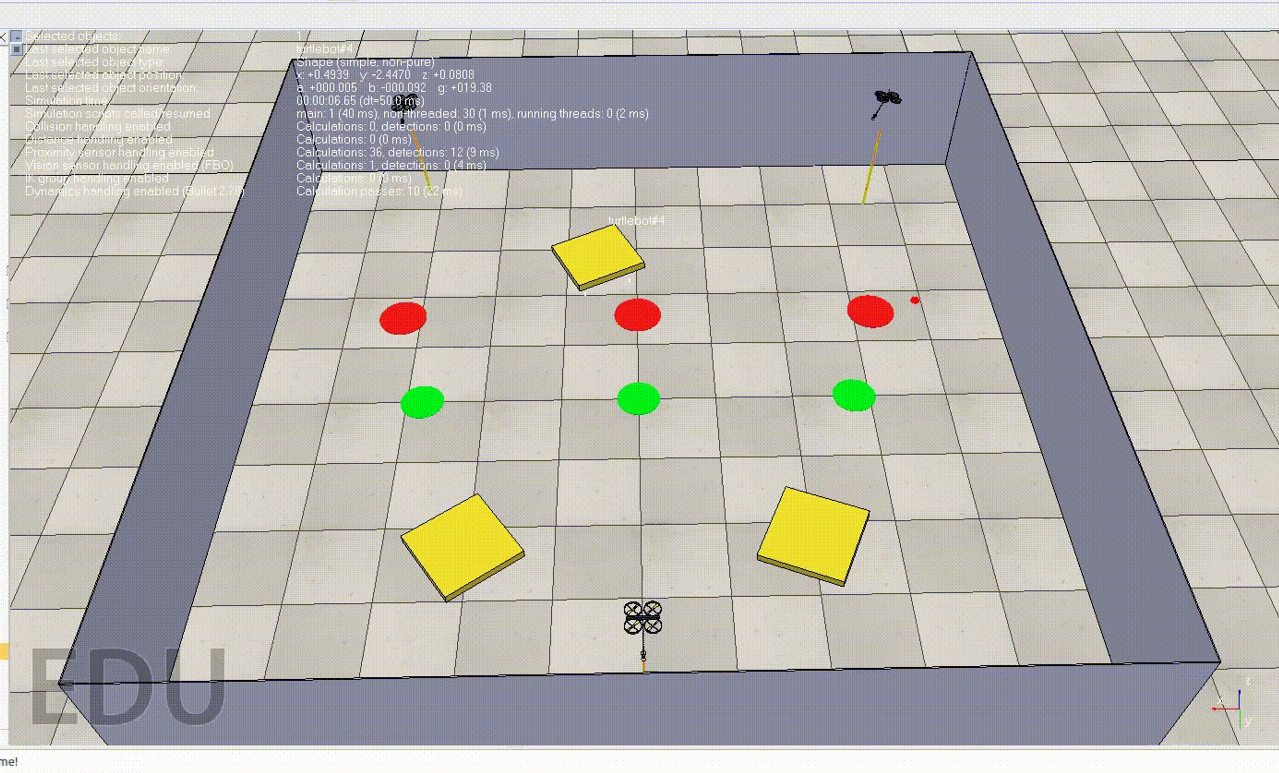 Selected objects: 1
Last selected object name: turtlebot#4
Last selected object type: Shape (simple, non-pure)
Last selected object position: x: +0.4939 y: -2.4470 z: +0.0808
Last selected object orientation: a: +000.005 b: -000.092 g: +019.38
Simulation time: 00:00:06.65 (dt=50.0 ms)
Simulation scripts called/resumed main: 1 (40 ms), non-threaded: 30 (1 ms), running threads: 0 (2 ms)
Collision handling enabled Calculations: 0, detections: 0 (0 ms)
Distance handling enabled Calculations: 0 (0 ms)
Proximity sensor handling enabled Calculations: 36, detections: 12 (9 ms)
Vision sensor handling enabled (FBO) Calculations: 1, detections: 0 (4 ms)
IK group handling enabled Calculations: 0 (0 ms)
Dynamics handling enabled (Bullet 2.78) Calculation passes: 10 (22 ms)
turtlebot#4
EDU
z
x
y
me!